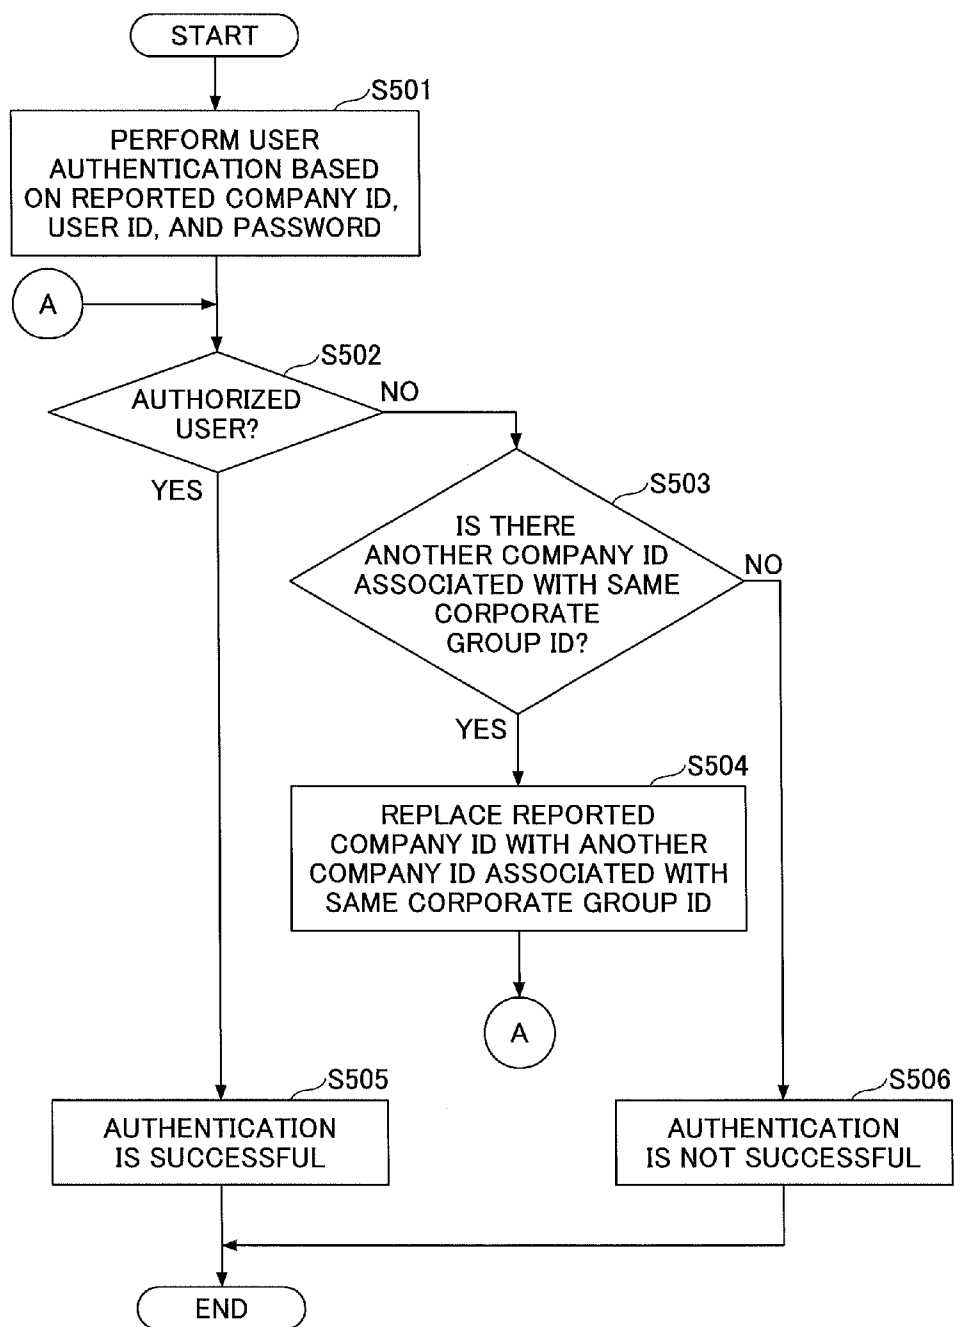 START
S501
PERFORM USER
AUTHENTICATION BASED
ON REPORTED COMPANY ID,
USER ID, AND PASSWORD
A
S502
AUTHORIZED
USER?
NO
YES
S503
IS THERE
ANOTHER COMPANY ID
ASSOCIATED WITH SAME
CORPORATE
GROUP ID?
NO
YES
S504
REPLACE REPORTED
COMPANY ID WITH ANOTHER
COMPANY ID ASSOCIATED WITH
SAME CORPORATE GROUP ID
A
S505
AUTHENTICATION
IS SUCCESSFUL
S506
AUTHENTICATION
IS NOT SUCCESSFUL
END